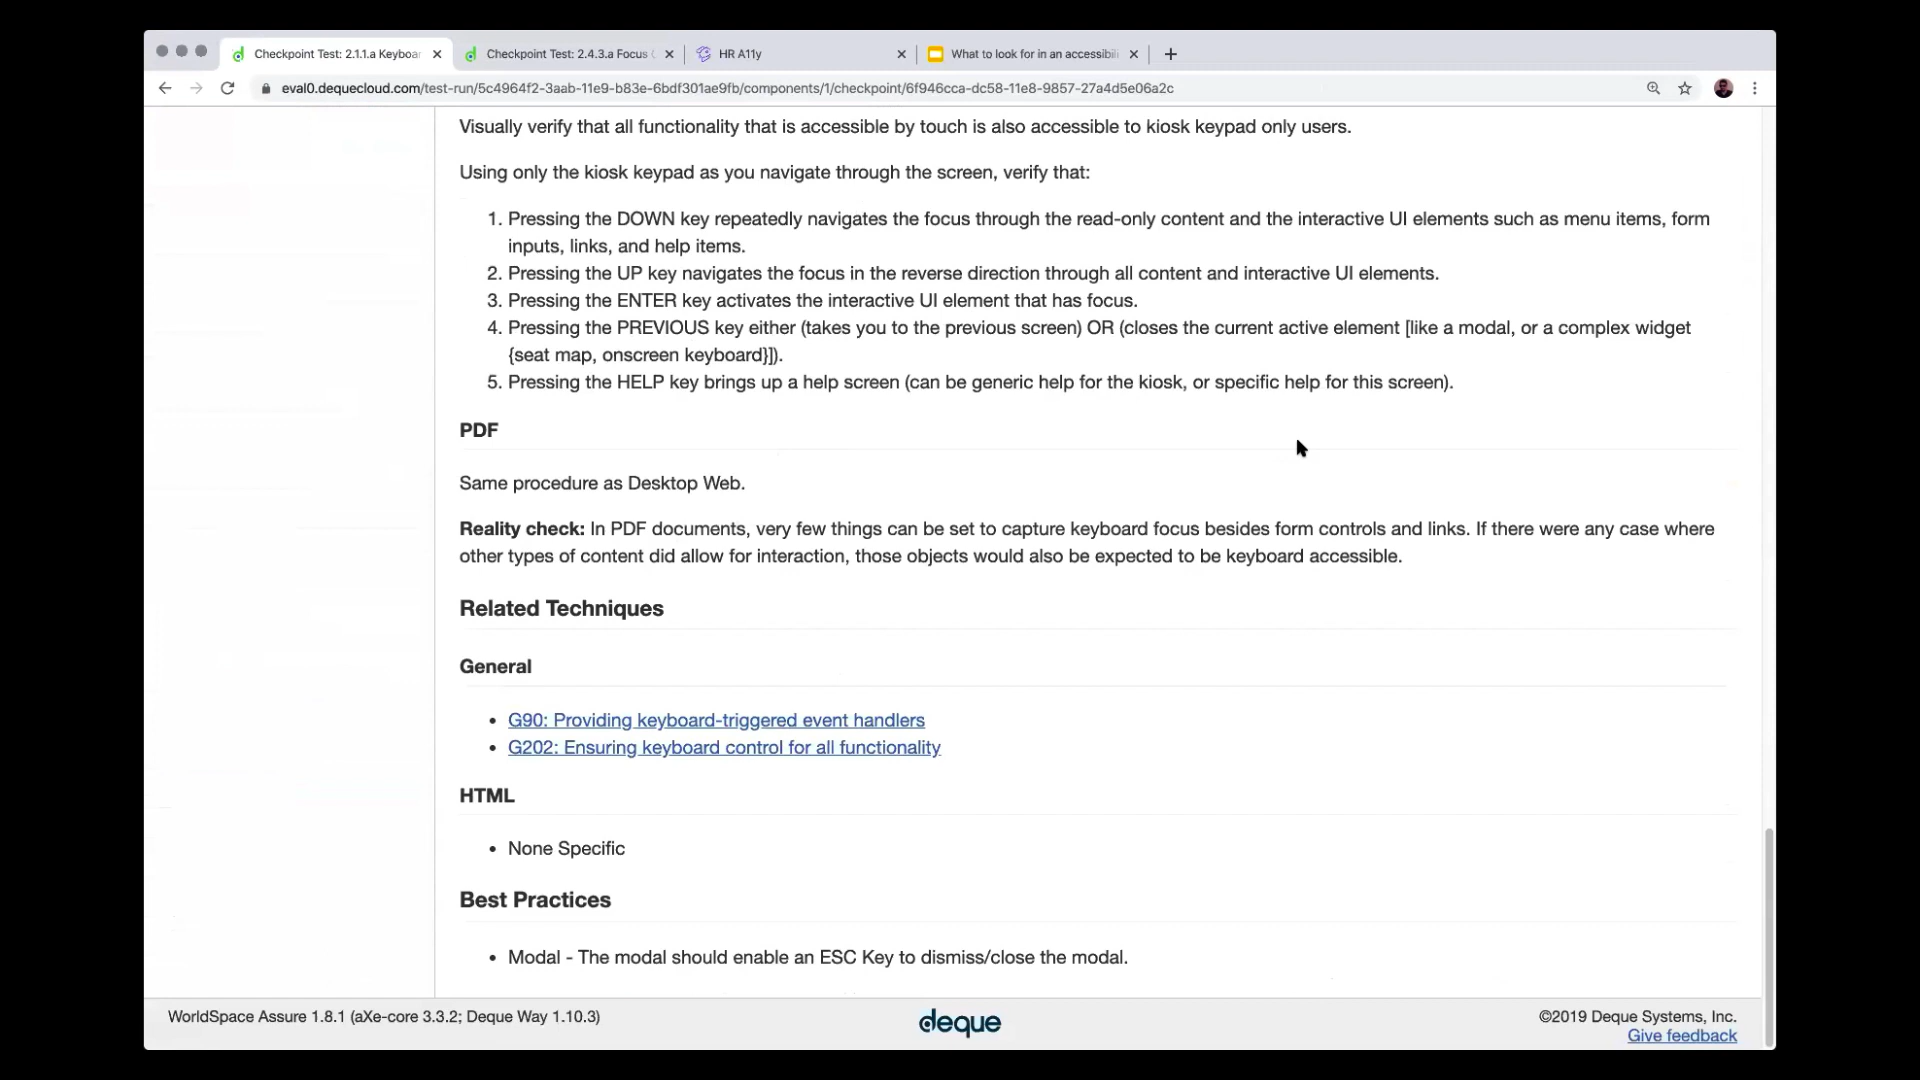 Checkpoint Test: 2.1.1.a Keyboar
Checkpoint Test: 2.4.3.a Focus
HR A11y
What to look for in an accessibil
eval0.dequecloud.com/test-run/5c4964f2-3aab-11e9-b83e-6bdf301ae9fb/components/1/checkpoint/6f946cca-dc58-11e8-9857-27a4d5e06a2c
Visually verify that all functionality that is accessible by touch is also accessible to kiosk keypad only users.
Using only the kiosk keypad as you navigate through the screen, verify that:
1. Pressing the DOWN key repeatedly navigates the focus through the read-only content and the interactive UI elements such as menu items, form
inputs, links, and help items.
2. Pressing the UP key navigates the focus in the reverse direction through all content and interactive UI elements.
3. Pressing the ENTER key activates the interactive UI element that has focus.
4. Pressing the PREVIOUS key either (takes you to the previous screen) OR (closes the current active element [like a modal, or a complex widget
{seat map, onscreen keyboard}]).
5. Pressing the HELP key brings up a help screen (can be generic help for the kiosk, or specific help for this screen).
PDF
Same procedure as Desktop Web.
Reality check: In PDF documents, very few things can be set to capture keyboard focus besides form controls and links. If there were any case where
other types of content did allow for interaction, those objects would also be expected to be keyboard accessible.
Related Techniques
General
• G90: Providing keyboard-triggered event handlers
• G202: Ensuring keyboard control for all functionality
HTML
• None Specific
Best Practices
• Modal - The modal should enable an ESC Key to dismiss/close the modal.
WorldSpace Assure 1.8.1 (aXe-core 3.3.2; Deque Way 1.10.3)
deque
©2019 Deque Systems, Inc.
Give feedback